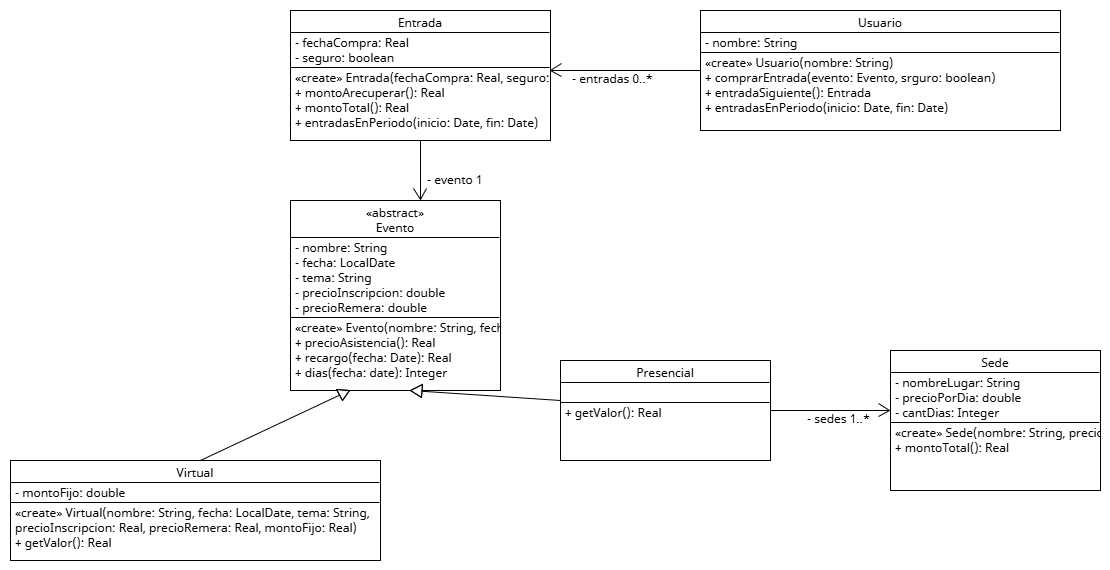 Entrada
- fechaCompra: Real
- seguro: boolean
«create» Entrada(fechaCompra: Real, seguro:
+ montoArecuperar(): Real
+ montoTotal(): Real
+ entradasEnPeriodo(inicio: Date, fin: Date)
Usuario
- nombre: String
«create» Usuario(nombre: String)
+ comprarEntrada(evento: Evento, srguro: boolean)
+ entradaSiguiente(): Entrada
+ entradasEnPeriodo(inicio: Date, fin: Date)
- entradas 0..*
- evento 1
«abstract»
Evento
- nombre: String
- fecha: LocalDate
- tema: String
- precioInscripcion: double
- precioRemera: double
«create» Evento(nombre: String, fech
+ precioAsistencia(): Real
+ recargo(fecha: Date): Real
+ dias(fecha: date): Integer
Presencial
+ getValor(): Real
- sedes 1..*
Sede
- nombreLugar: String
- precioPorDia: double
- cantDias: Integer
«create» Sede(nombre: String, precio
+ montoTotal(): Real
Virtual
- montoFijo: double
«create» Virtual(nombre: String, fecha: LocalDate, tema: String,
precioInscripcion: Real, precioRemera: Real, montoFijo: Real)
+ getValor(): Real